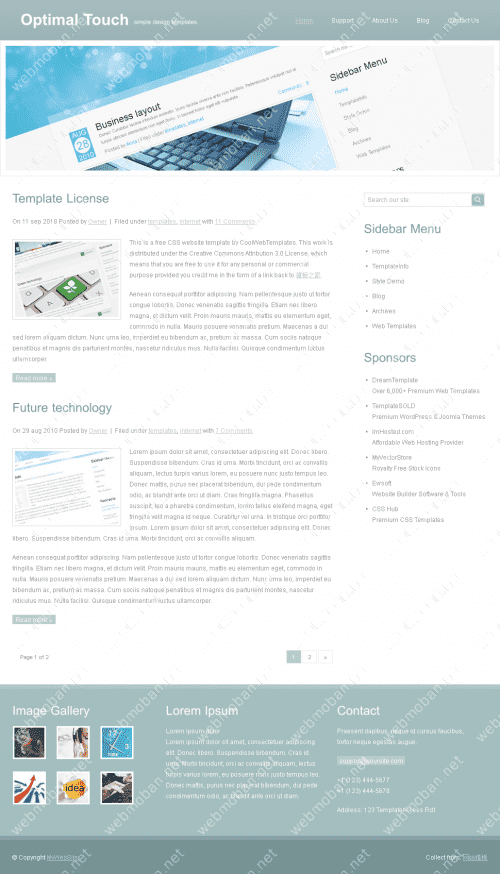 Optimal Touch simple design templates
Home Support About Us Blog Contact Us
Search our site
Sidebar Menu
Home
TemplateInfo
Style Demo
Blog
Archives
Web Templates
AUG 28 2010
Business layout
Template License
On 11 sep 2018 Posted by Owner | Filed under templates, internet with 11 Comments
This is a free CSS website template by CoolWebTemplates. This work is
distributed under the Creative Commons Attribution 3.0 License, which
means that you are free to use it for any personal or commercial
purpose provided you credit me in the form of a link back to
Aenean consequat porttitor adipiscing. Nam pellentesque justo ut tortor
congue lobortis. Donec venenatis sagittis fringilla. Etiam nec libero
magna, et dictum velit. Proin mauris mauris, mattis eu elementum eget,
commodo in nulla. Mauris posuere venenatis pretium. Maecenas a dui
sed lorem aliquam dictum. Nunc urna leo, imperdiet eu bibendum ac, pretium ac massa. Cum sociis natoque
penatibus et magnis dis parturient montes, nascetur ridiculus mus. Nulla facilisi. Quisque condimentum luctus
ullamcorper.
Read more »
Future technology
On 29 aug 2010 Posted by Owner | Filed under templates, internet with 7 Comments
Lorem ipsum dolor sit amet, consectetuer adipiscing elit. Donec libero.
Suspendisse bibendum. Cras id urna. Morbi tincidunt, orci ac convallis
aliquam, lectus turpis varius lorem, eu posuere nunc justo tempus leo.
Donec mattis, purus nec placerat bibendum, dui pede condimentum
odio, ac blandit ante orci ut diam. Cras fringilla magna. Phasellus
suscipit, leo a pharetra condimentum, lorem tellus eleifend magna, eget
fringilla velit magna id neque. Curabitur vel urna. In tristique orci porttitor
ipsum. Lorem ipsum dolor sit amet, consectetuer adipiscing elit. Donec
libero. Suspendisse bibendum. Cras id urna. Morbi tincidunt, orci ac convallis aliquam.
Aenean consequat porttitor adipiscing. Nam pellentesque justo ut tortor congue lobortis. Donec venenatis sagittis
fringilla. Etiam nec libero magna, et dictum velit. Proin mauris mauris, mattis eu elementum eget, commodo in
nulla. Mauris posuere venenatis pretium. Maecenas a dui sed lorem aliquam dictum. Nunc urna leo, imperdiet eu
bibendum ac, pretium ac massa. Cum sociis natoque penatibus et magnis dis parturient montes, nascetur
ridiculus mus. Nulla facilisi. Quisque condimentum luctus ullamcorper.
Read more »
Page 1 of 2 1 2 »
Search our site
Sidebar Menu
Home
TemplateInfo
Style Demo
Blog
Archives
Web Templates
Sponsors
DreamTemplate
Over 6,000+ Premium Web Templates
TemplateSOLD
Premium WordPress & Joomla Themes
ImHosted.com
Affordable Web Hosting Provider
MyVectorStore
Royalty Free Stock Icons
Evrsoft
Website Builder Software & Tools
CSS Hub
Premium CSS Templates
Image Gallery
idea
Lorem Ipsum
Lorem ipsum dolor
Lorem ipsum dolor sit amet, consectetuer adipiscing
elit. Donec libero. Suspendisse bibendum. Cras id
urna. Morbi tincidunt, orci ac convallis aliquam, lectus
turpis varius lorem, eu posuere nunc justo tempus leo.
Donec mattis, purus nec placerat bibendum, dui pede
condimentum odio, ac blandit ante orci ut diam.
Contact
Praesent dapibus, neque id cursus faucibus,
tortor neque egestas augue.
support@yoursite.com
+1 (123) 444-5677
+1 (123) 444-5678
Address: 123 TemplateAccess Rd1
© Copyright MyWebSite
Collect from
webmoban.net